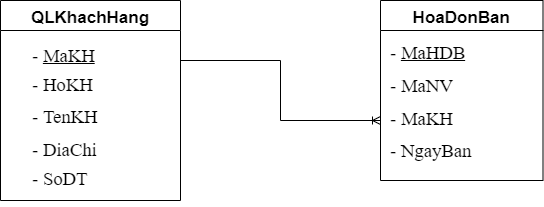 QLKhachHang
- MaKH
- HoKH
- TenKH
- DiaChi
- SoDT
HoaDonBan
- MaHDB
- MaNV
- MaKH
- NgayBan